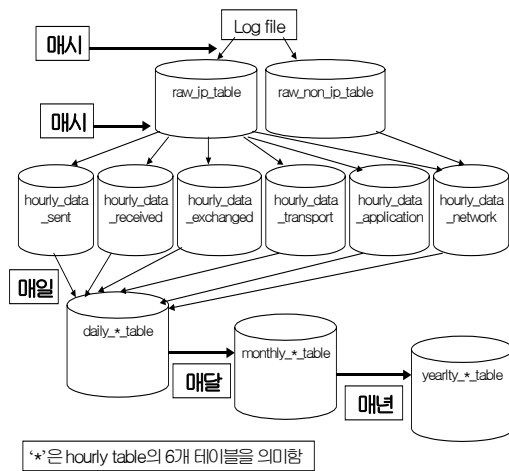 Log file
매시
raw_ip_table
raw_non_ip_table
매시
hourly_data
_sent
hourly_data
_received
hourly_data
_exchanged
hourly_data
_transport
hourly_data
_application
hourly_data
_network
매일
daily_*_table
monthly_*_table
매달
yearlty_*_table
매년
‘*’은 hourly table의 6개 테이블을 의미함